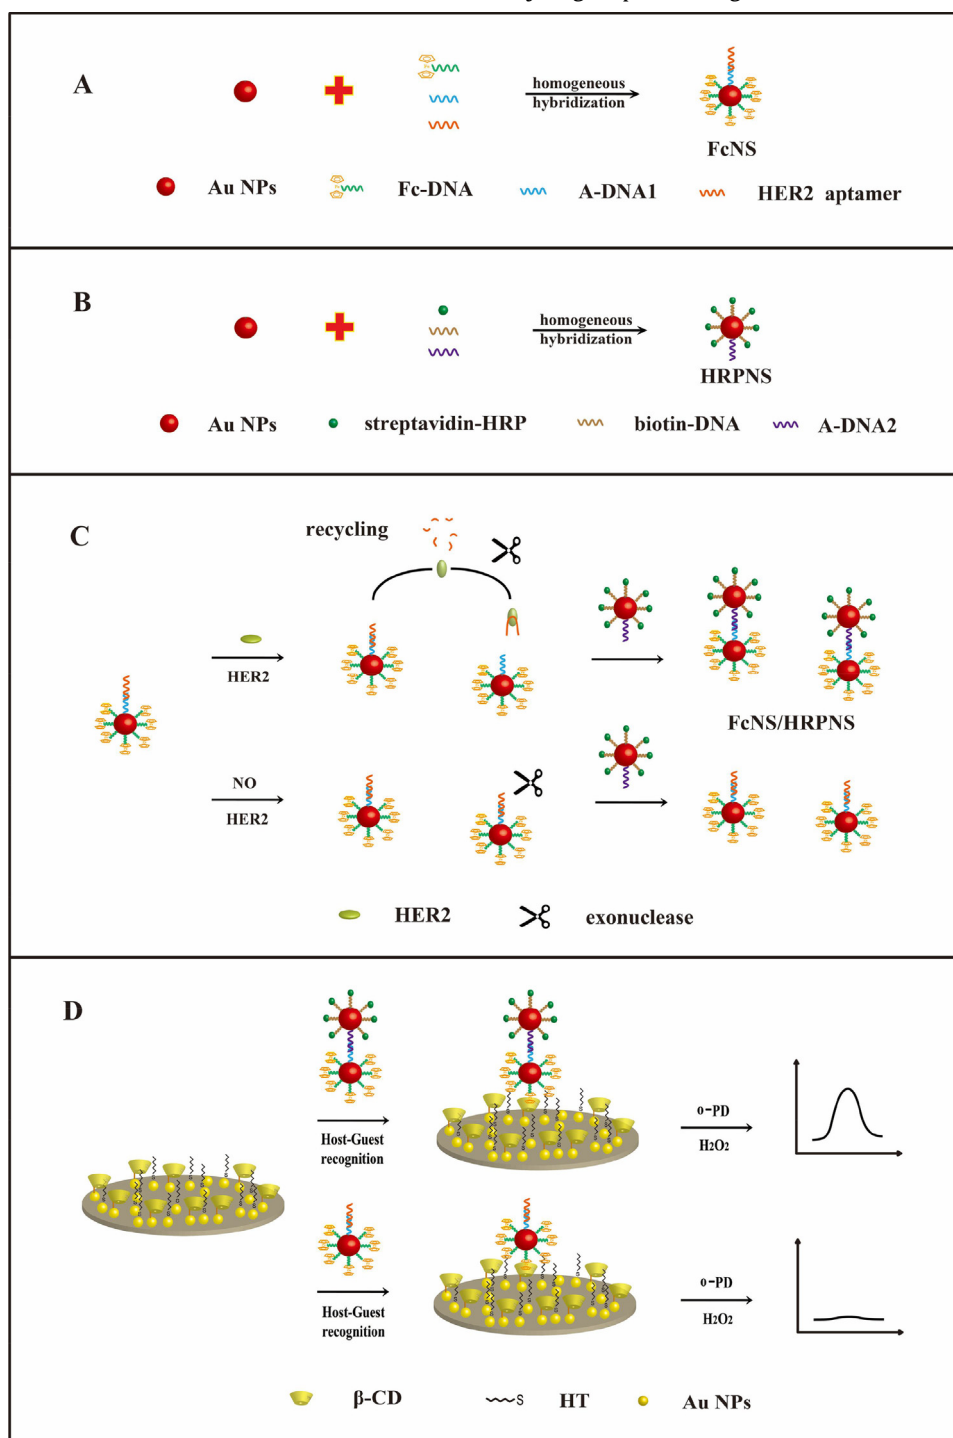 A
homogeneous
hybridization
FcNS
Au NPs
Fc-DNA
A-DNA1
HER2 aptamer
B
homogeneous
hybridization
HRPNS
Au NPs
streptavidin-HRP
biotin-DNA
A-DNA2
C
recycling
HER2
FcNS/HRPNS
NO
HER2
HER2
exonuclease
D
Host-Guest
recognition
o-PD
H2O2
Host-Guest
recognition
o-PD
H2O2
β-CD
S
HT
Au NPs